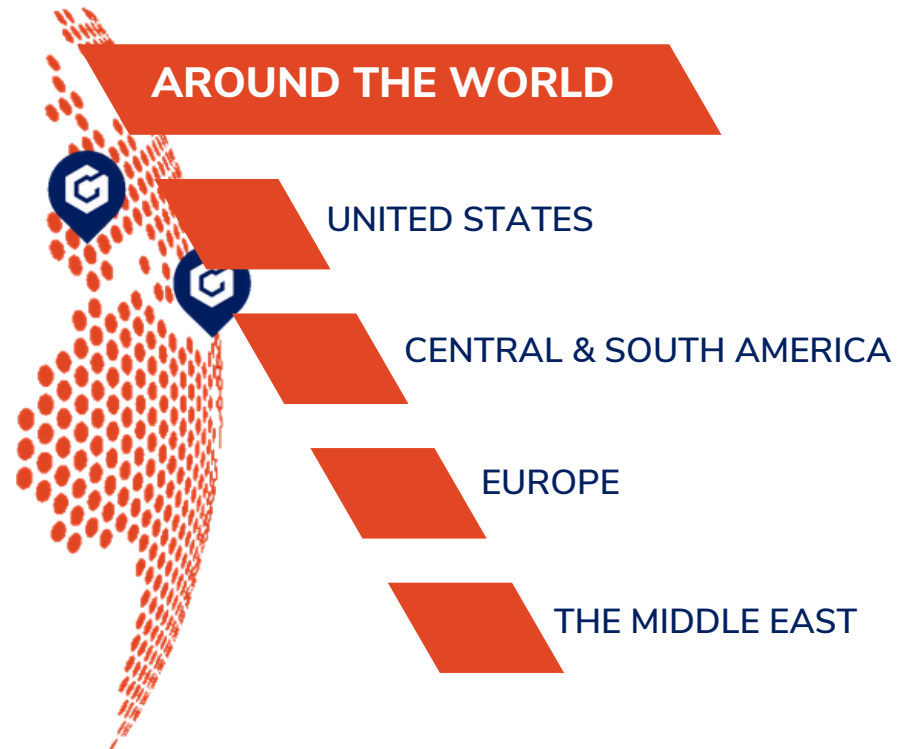 AROUND THE WORLD
UNITED STATES
CENTRAL & SOUTH AMERICA
EUROPE
THE MIDDLE EAST